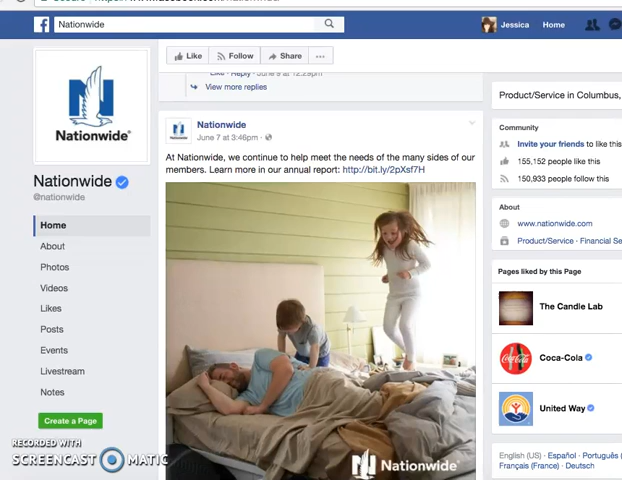 Nationwide
Jessica
Home
Like
Follow
Share
...
Like · Reply · June 9 at 12:29pm
View more replies
Product/Service in Columbus,
Nationwide®
Nationwide
June 7 at 3:46pm ·
At Nationwide, we continue to help meet the needs of the many sides of our
members. Learn more in our annual report: http://bit.ly/2pXsf7H
Nationwide
@nationwide
Home
About
Photos
Videos
Likes
Posts
Events
Livestream
Notes
Create a Page
Community
Invite your friends to like this
155,152 people like this
150,933 people follow this
About
www.nationwide.com
Product/Service · Financial Se
Pages liked by this Page
The Candle Lab
Coca-Cola
Coca-Cola
United Way
English (US) · Español · Português
Français (France) · Deutsch
Nationwide
RECORDED WITH
SCREENCAST MATIC